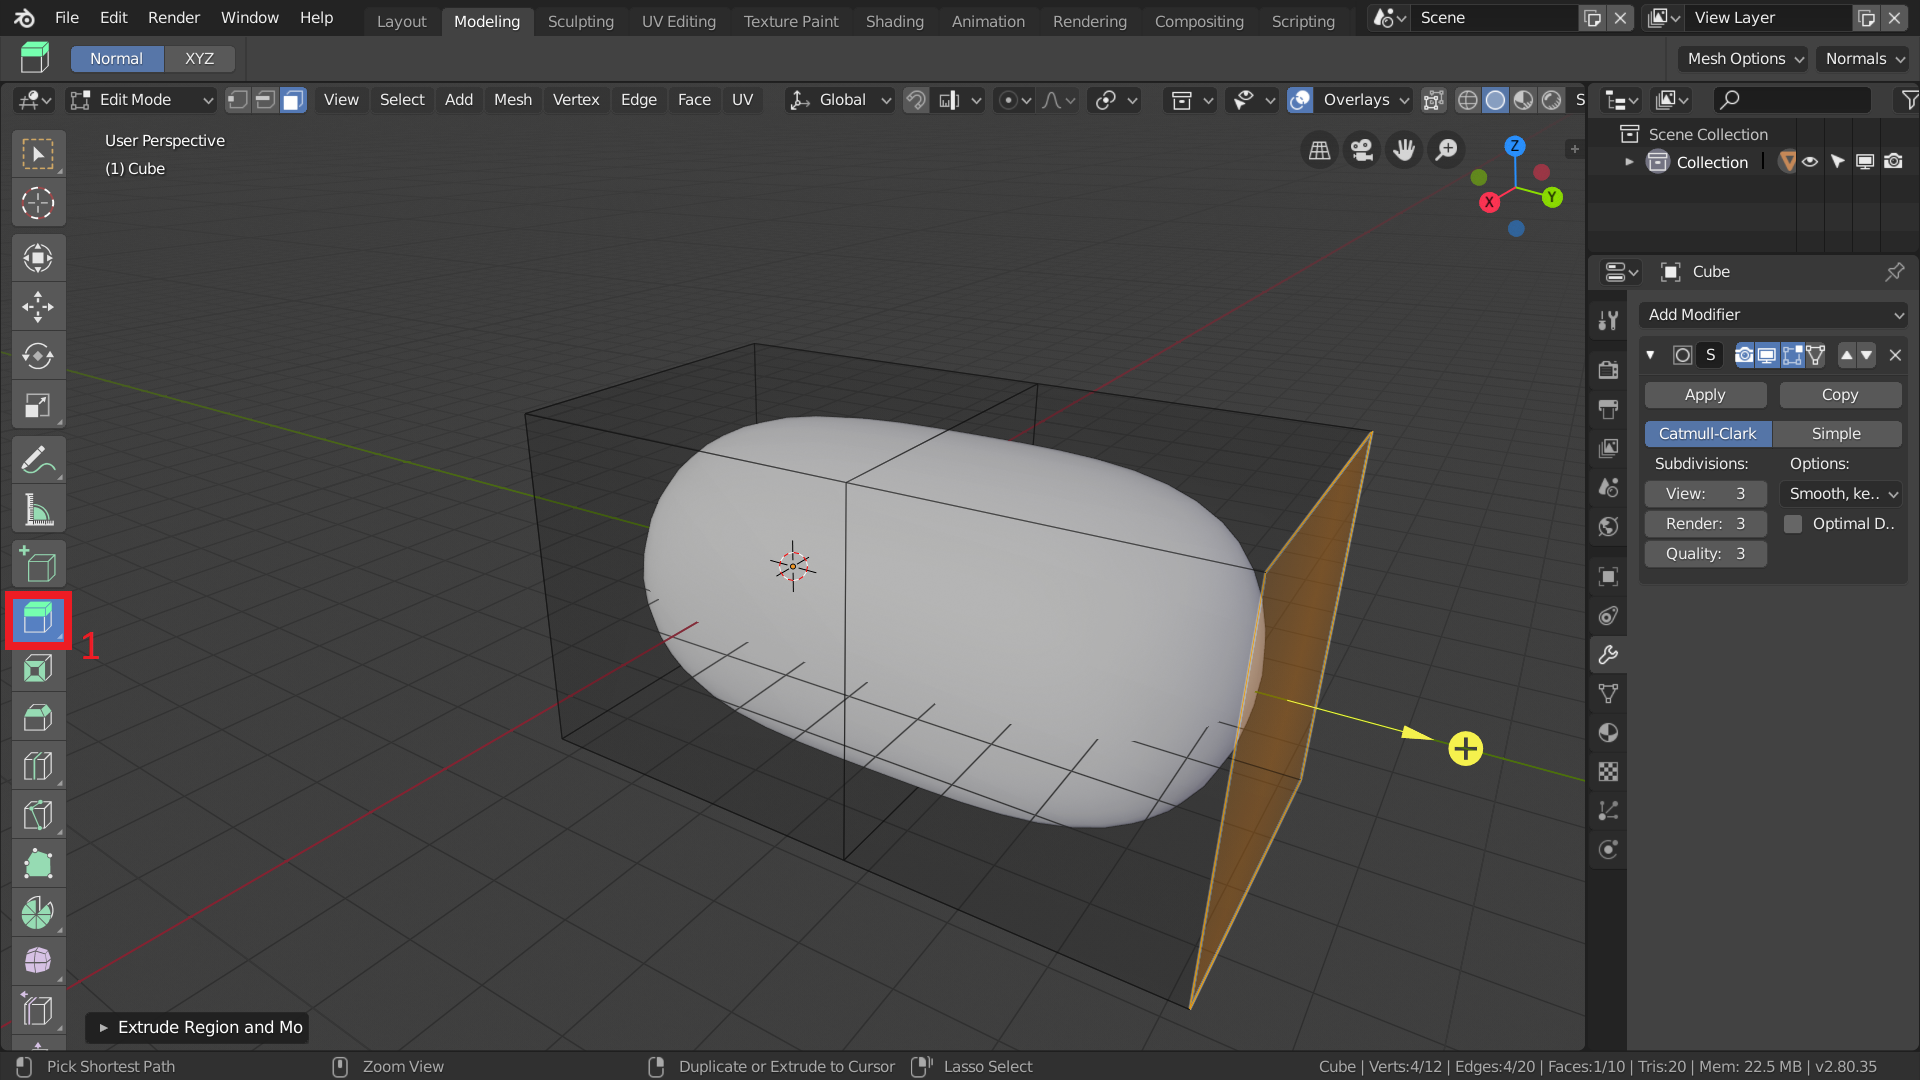 File Edit Render Window Help Layout Modeling Sculpting UV Editing Texture Paint Shading Animation Rendering Compositing Scripting Scene View Layer
Normal XYZ Mesh Options Normals
Edit Mode View Select Add Mesh Vertex Edge Face UV Global Overlays S
User Perspective
(1) Cube
Z
Y
X
Scene Collection
Collection
Cube
Add Modifier
S
Apply Copy
Catmull-Clark Simple
Subdivisions: Options:
View: 3 Smooth, ke..
Render: 3 Optimal D..
Quality: 3
1
Extrude Region and Mo
Pick Shortest Path Zoom View Duplicate or Extrude to Cursor Lasso Select Cube | Verts:4/12 | Edges:4/20 | Faces:1/10 | Tris:20 | Mem: 22.5 MB | v2.80.35